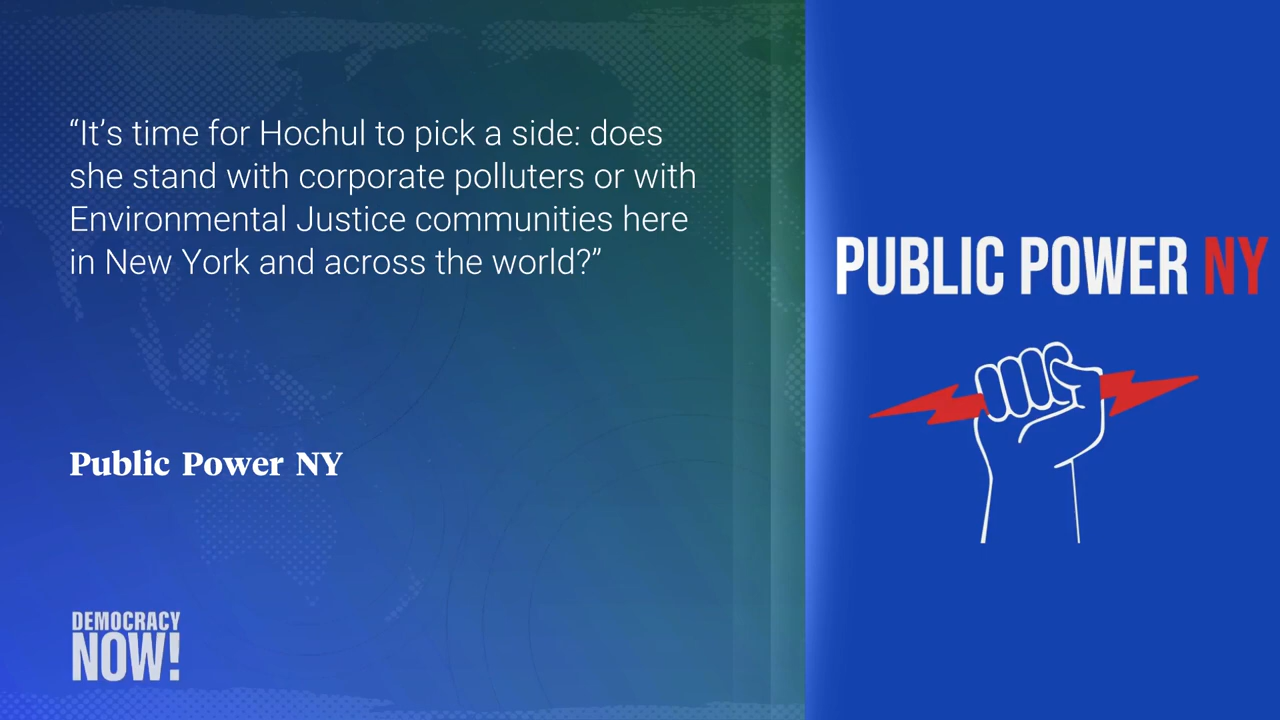 “It’s time for Hochul to pick a side: does
she stand with corporate polluters or with
Environmental Justice communities here
in New York and across the world?”
Public Power NY
DEMOCRACY
NOW!
PUBLIC POWER NY